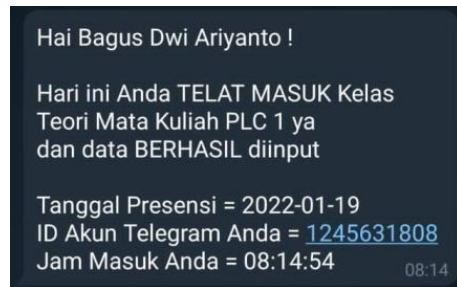 Hai Bagus Dwi Ariyanto !
Hari ini Anda TELAT MASUK Kelas
Teori Mata Kuliah PLC 1 ya
dan data BERHASIL diinput
Tanggal Presensi = 2022-01-19
ID Akun Telegram Anda = 1245631808
Jam Masuk Anda = 08:14:54
08:14